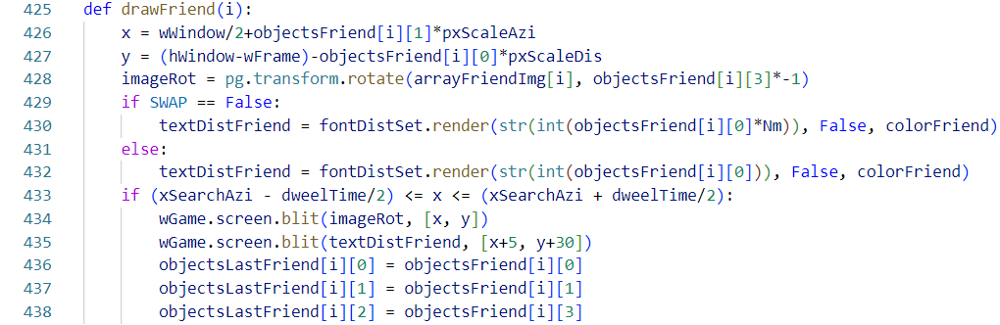 425 def drawFriend(i):
426 x = wWindow/2+objectsFriend[i][1]*pxScaleAzi
427 y = (hWindow-wFrame)-objectsFriend[i][0]*pxScaleDis
428 imageRot = pg.transform.rotate(arrayFriendImg[i], objectsFriend[i][3]*-1)
429 if SWAP == False:
430 textDistFriend = fontDistSet.render(str(int(objectsFriend[i][0]*Nm)), False, colorFriend)
431 else:
432 textDistFriend = fontDistSet.render(str(int(objectsFriend[i][0])), False, colorFriend)
433 if (xSearchAzi - dweelTime/2) <= x <= (xSearchAzi + dweelTime/2):
434 wGame.screen.blit(imageRot, [x, y])
435 wGame.screen.blit(textDistFriend, [x+5, y+30])
436 objectsLastFriend[i][0] = objectsFriend[i][0]
437 objectsLastFriend[i][1] = objectsFriend[i][1]
438 objectsLastFriend[i][2] = objectsFriend[i][3]